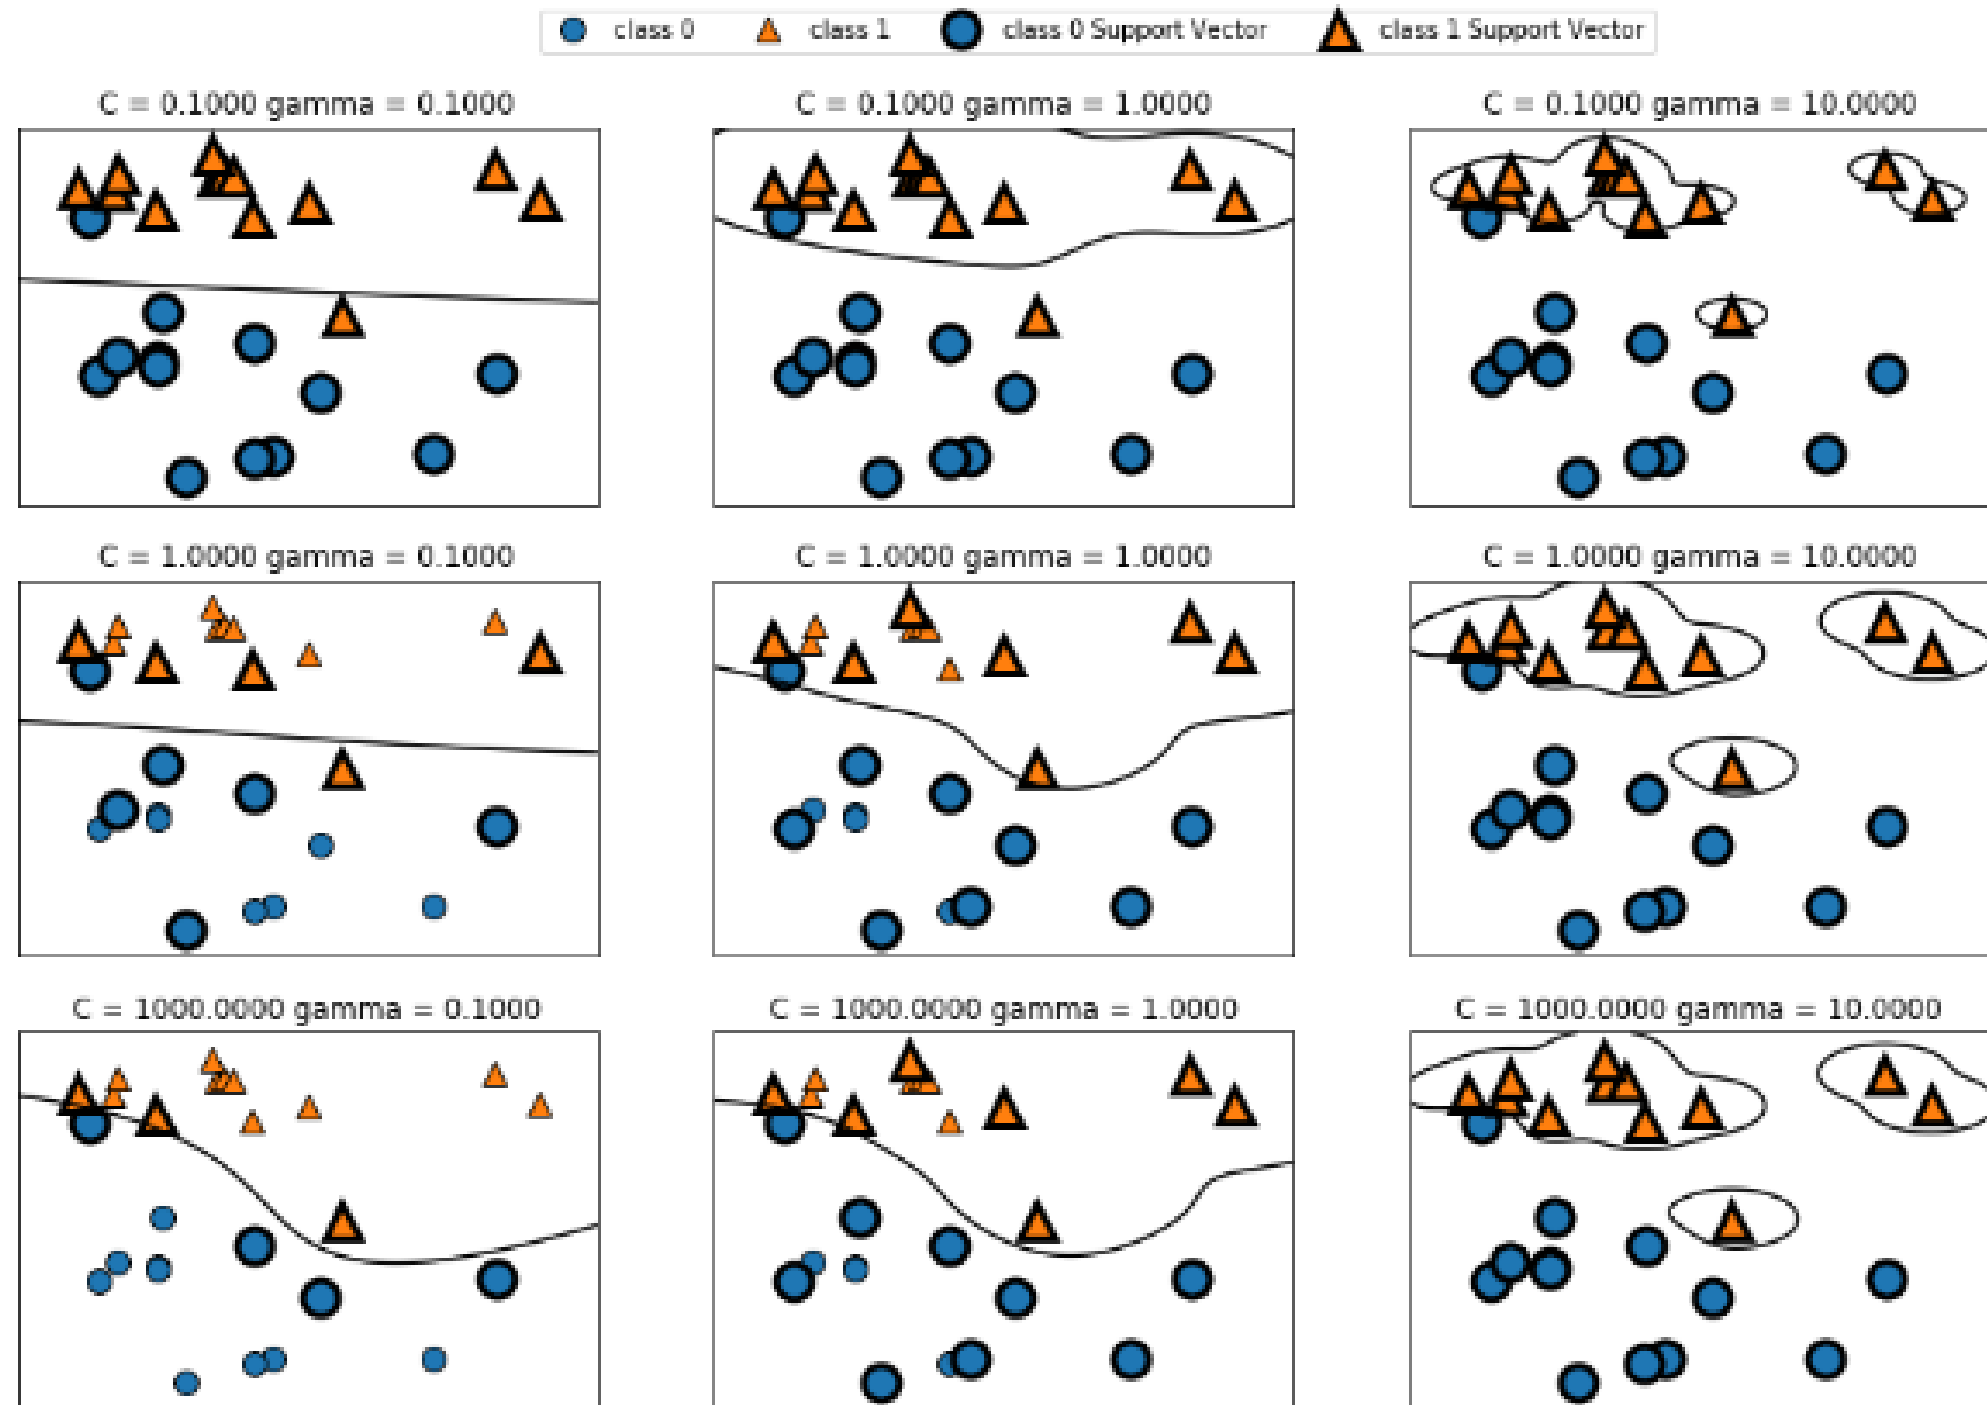 class 0 class 1 class 0 Support Vector class 1 Support Vector
C = 0.1000 gamma = 0.1000
C = 0.1000 gamma = 1.0000
C = 0.1000 gamma = 10.0000
C = 1.0000 gamma = 0.1000
C = 1.0000 gamma = 1.0000
C = 1.0000 gamma = 10.0000
C = 1000.0000 gamma = 0.1000
C = 1000.0000 gamma = 1.0000
C = 1000.0000 gamma = 10.0000